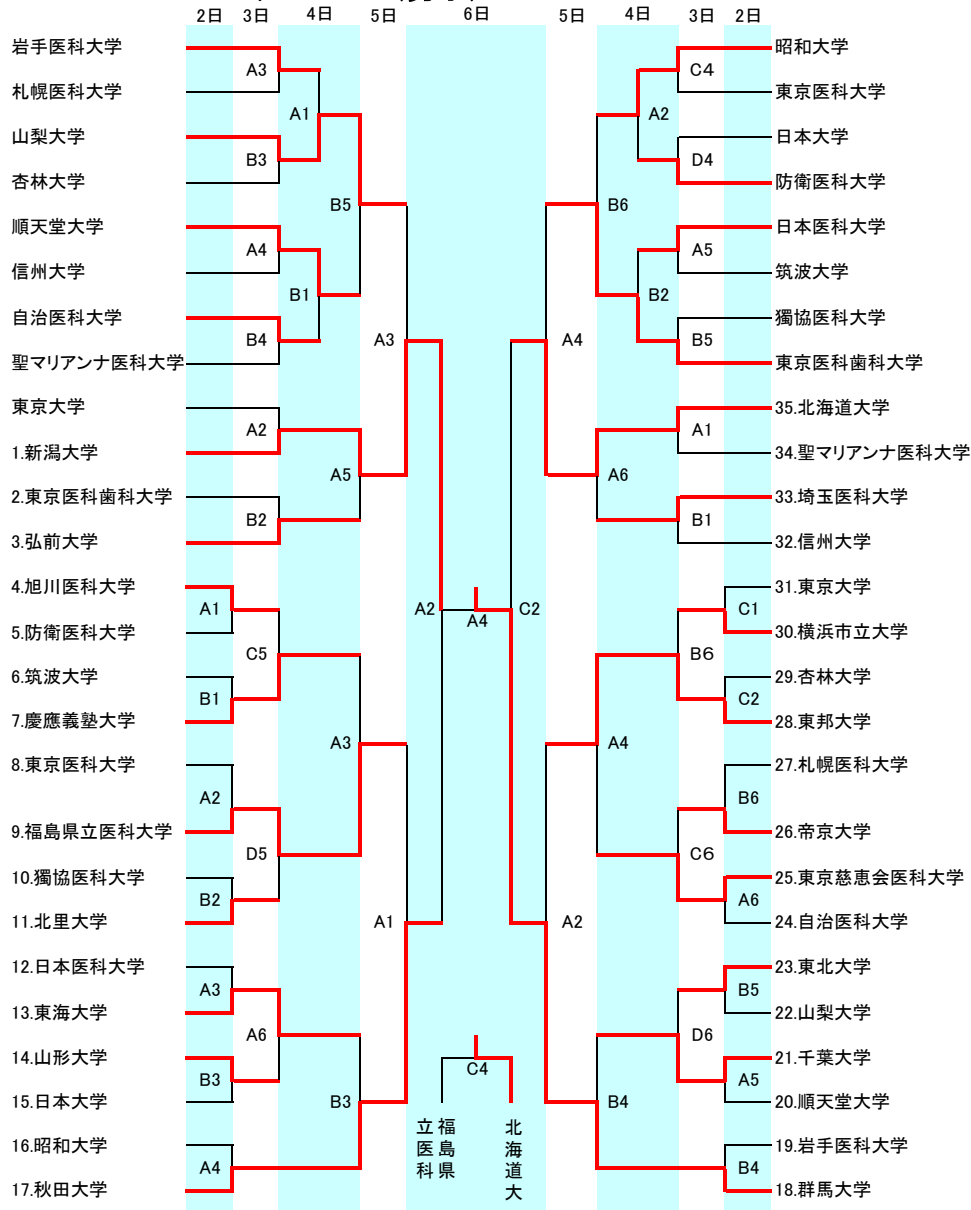 2日 3日 4日 5日 6日 5日 4日 3日 2日
岩手医科大学
札幌医科大学
山梨大学
杏林大学
順天堂大学
信州大学
自治医科大学
聖マリアンナ医科大学
東京大学
1.新潟大学
2.東京医科歯科大学
3.弘前大学
4.旭川医科大学
5.防衛医科大学
6.筑波大学
7.慶應義塾大学
8.東京医科大学
9.福島県立医科大学
10.獨協医科大学
11.北里大学
12.日本医科大学
13.東海大学
14.山形大学
15.日本大学
16.昭和大学
17.秋田大学
A3
B3
A4
B4
A2
B2
A1
B1
A2
B2
A3
B3
A4
A1
B1
C5
D5
A6
B5
A5
A3
B3
A3
A1
A2
A4
C2
C4
福島県立医科
北海道大
A4
A2
B6
A6
A4
B4
A2
B2
C4
D4
A5
B5
A1
B1
B6
C6
D6
C1
C2
B6
A6
B5
A5
B4
昭和大学
東京医科大学
日本大学
防衛医科大学
日本医科大学
筑波大学
獨協医科大学
東京医科歯科大学
35.北海道大学
34.聖マリアンナ医科大学
33.埼玉医科大学
32.信州大学
31.東京大学
30.横浜市立大学
29.杏林大学
28.東邦大学
27.札幌医科大学
26.帝京大学
25.東京慈恵会医科大学
24.自治医科大学
23.東北大学
22.山梨大学
21.千葉大学
20.順天堂大学
19.岩手医科大学
18.群馬大学